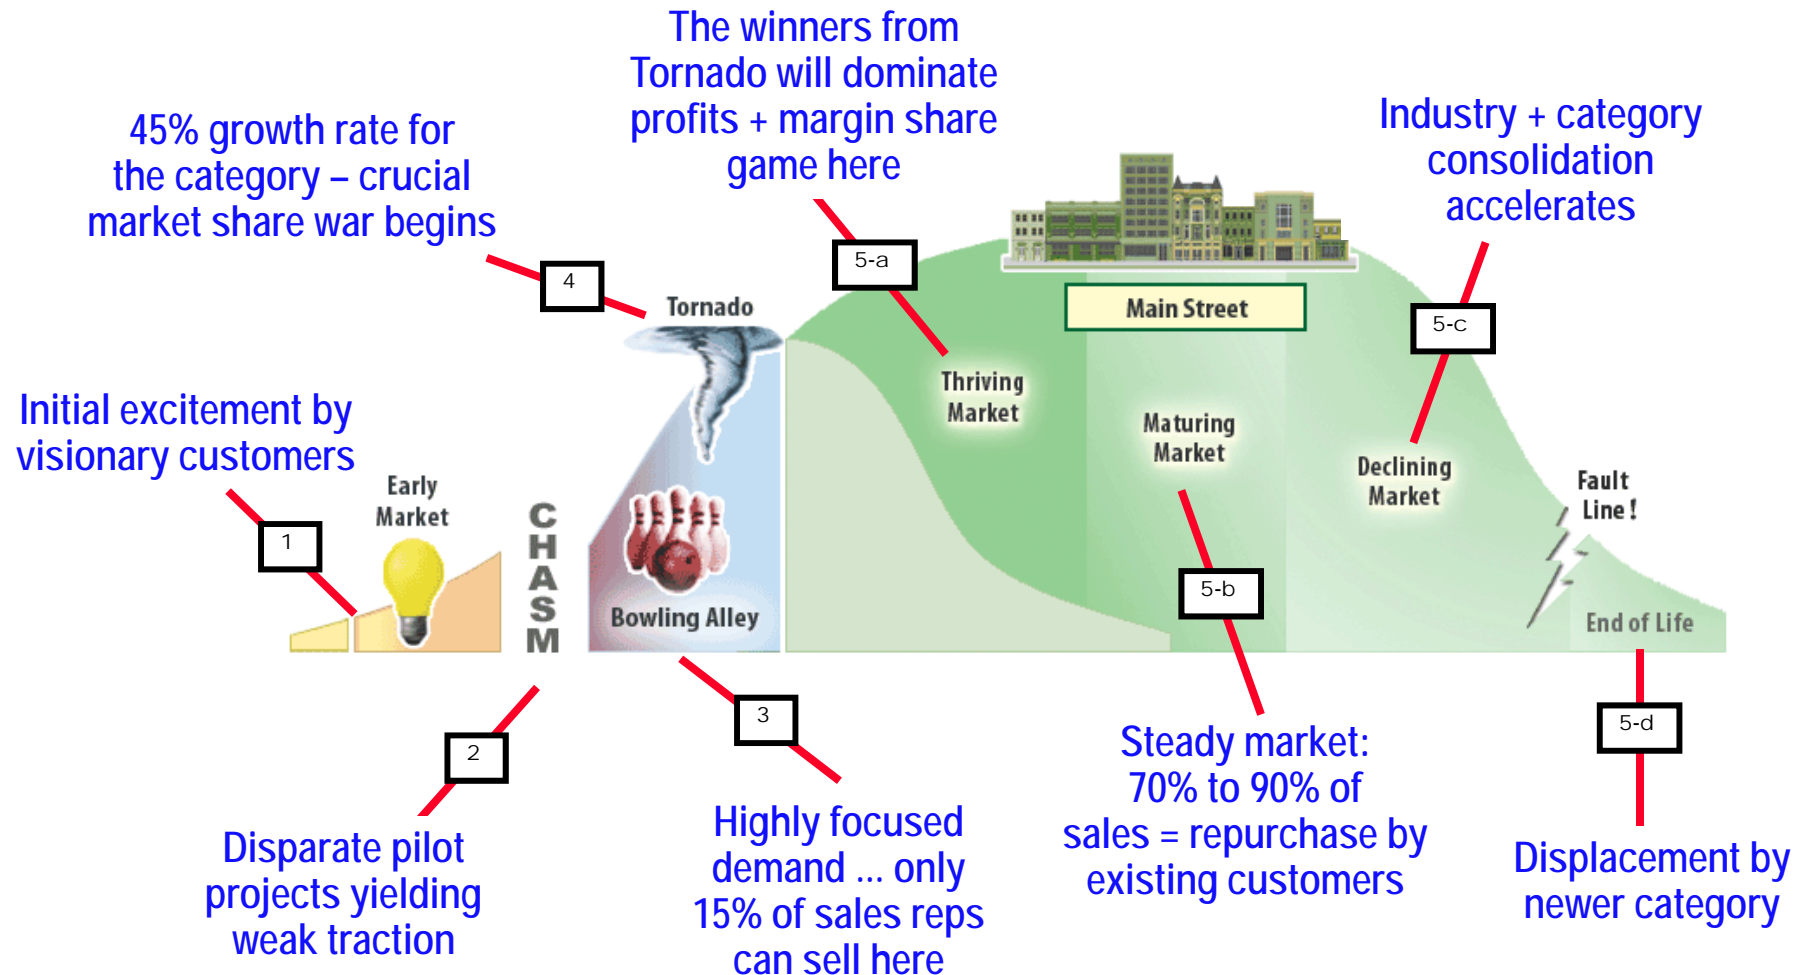 The winners from
Tornado will dominate
profits + margin share
game here
45% growth rate for
the category – crucial
market share war begins
Industry + category
consolidation
accelerates
4
5-a
5-c
Tornado
Main Street
Thriving
Market
Maturing
Market
Declining
Market
Initial excitement by
visionary customers
1
Early
Market
CHASM
Bowling Alley
Fault
Line !
End of Life
5-b
2
3
5-d
Disparate pilot
projects yielding
weak traction
Highly focused
demand ... only
15% of sales reps
can sell here
Steady market:
70% to 90% of
sales = repurchase by
existing customers
Displacement by
newer category